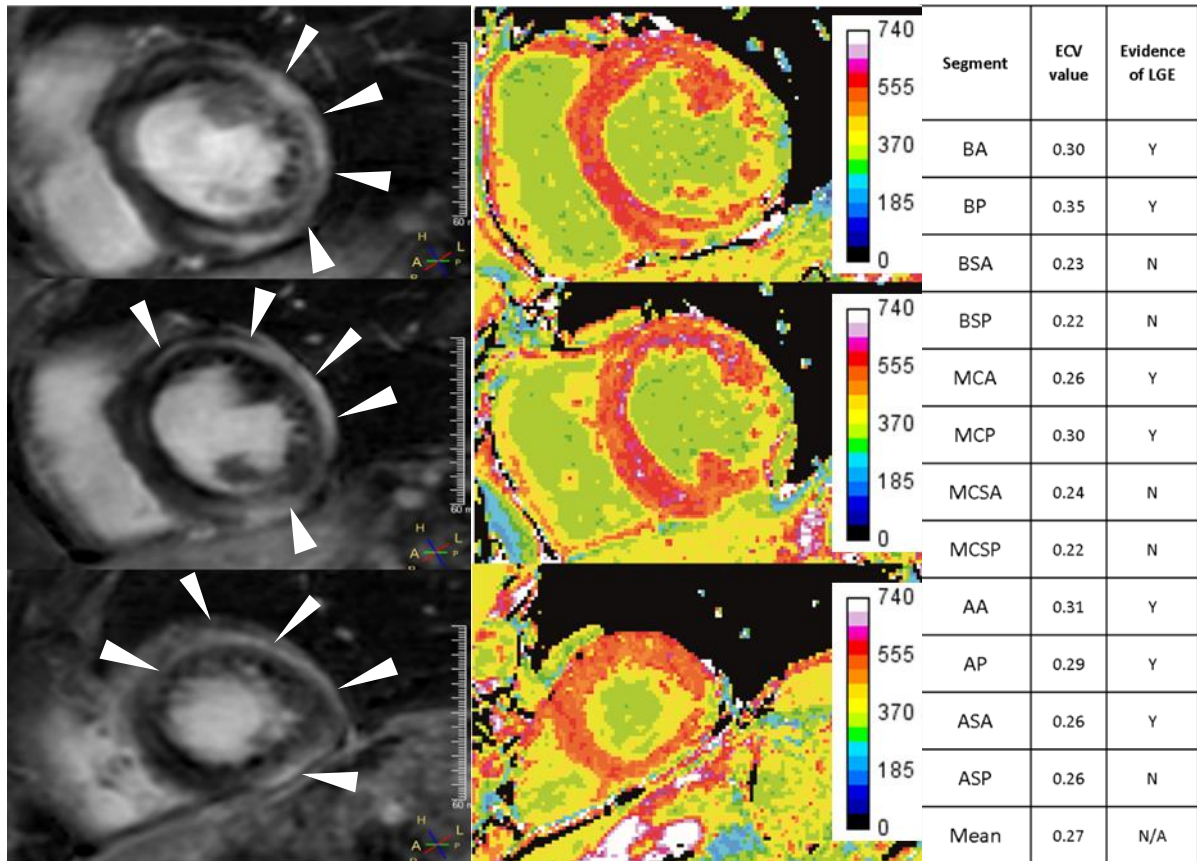 60 m
H
L
A
P
740
555
370
185
0
60 m
H
L
A
P
740
555
370
185
0
60 m
H
L
A
P
740
555
370
185
0
Segment ECV value Evidence of LGE
BA 0.30 Y
BP 0.35 Y
BSA 0.23 N
BSP 0.22 N
MCA 0.26 Y
MCP 0.30 Y
MCSA 0.24 N
MCSP 0.22 N
AA 0.31 Y
AP 0.29 Y
ASA 0.26 Y
ASP 0.26 N
Mean 0.27 N/A